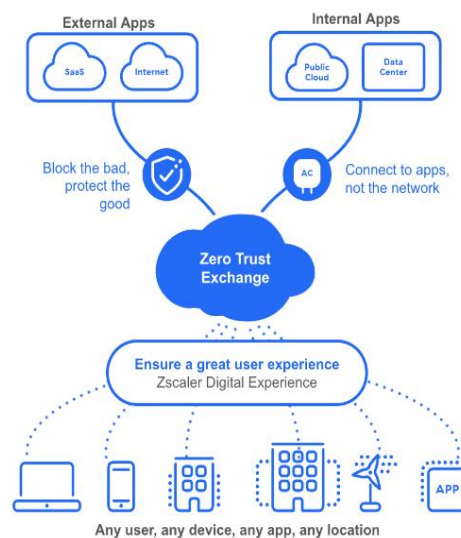 External Apps
SaaS
Internet
Internal Apps
Public
Cloud
Data
Center
Block the bad,
protect the
good
AC
Connect to apps,
not the network
Zero Trust
Exchange
Ensure a great user experience
Zscaler Digital Experience
APP
Any user, any device, any app, any location